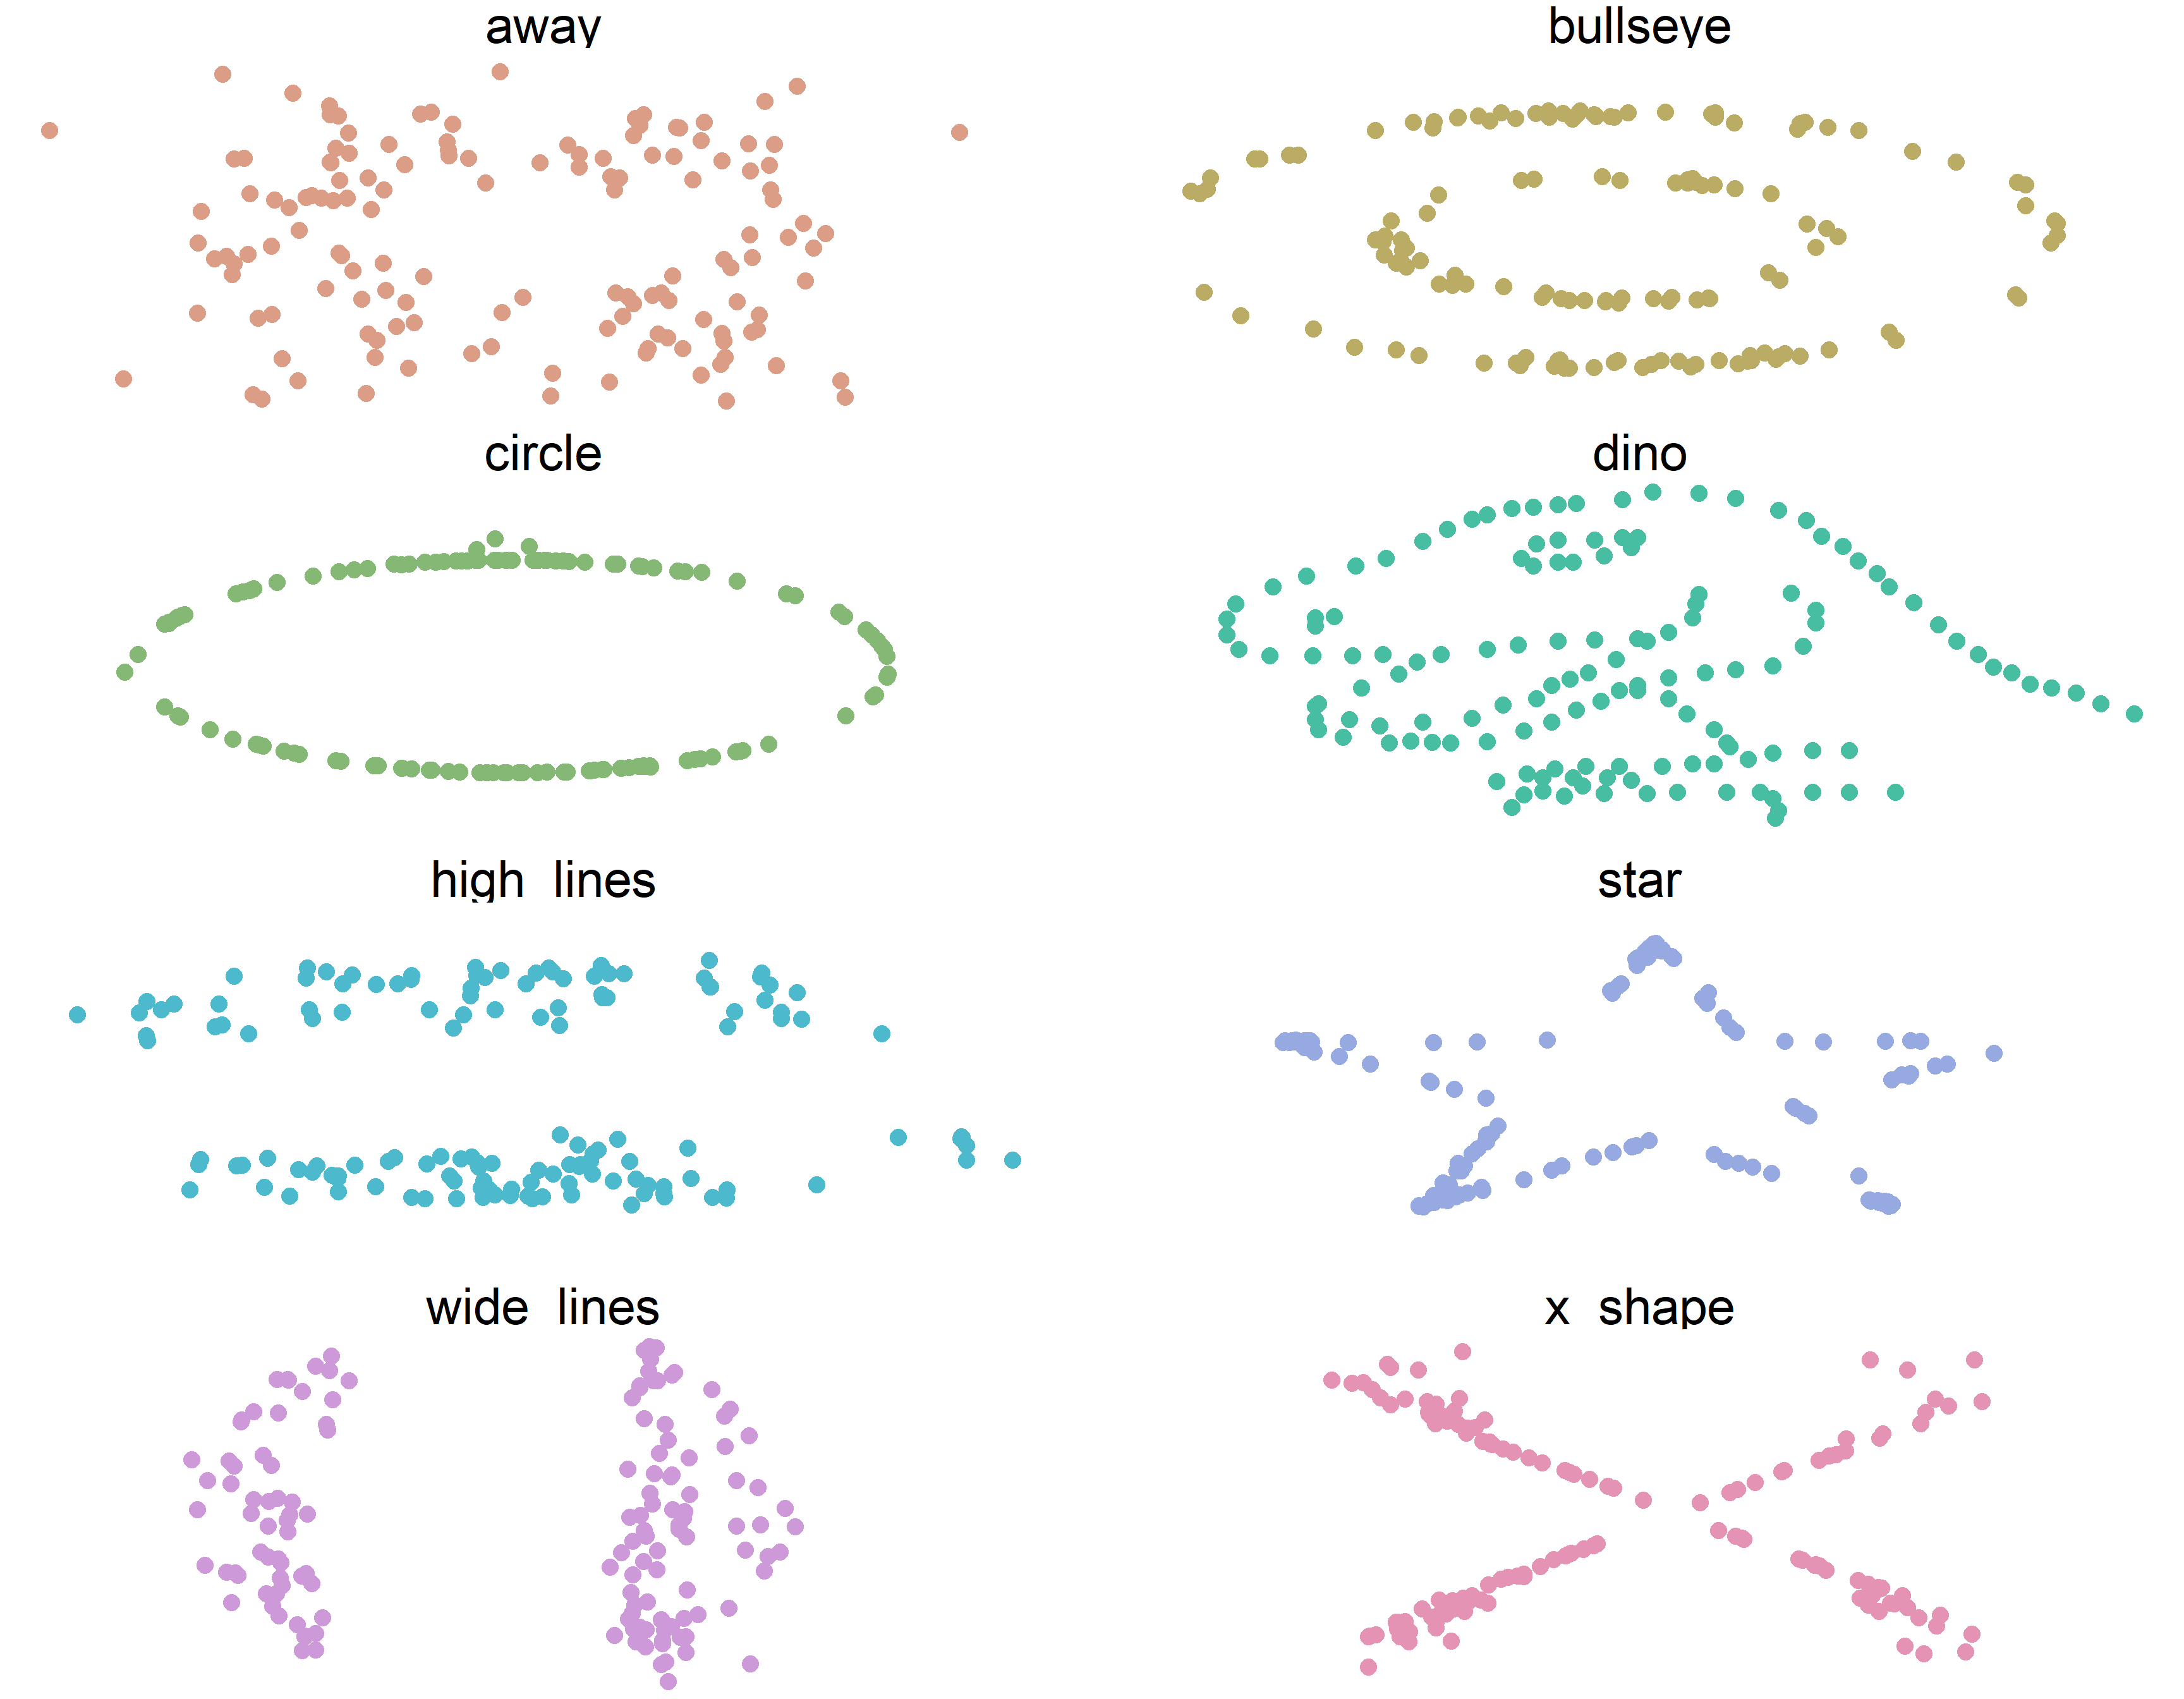 away
bullseye
circle
dino
high lines
star
wide lines
x shape